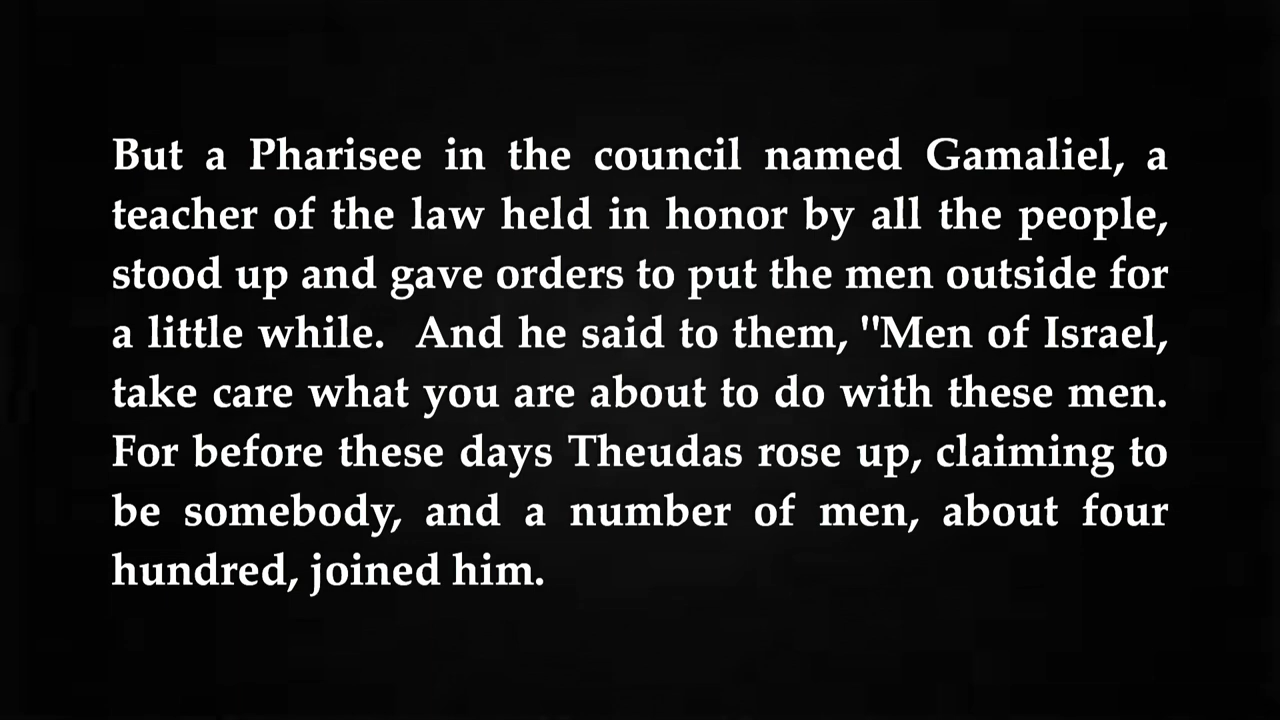 But a Pharisee in the council named Gamaliel, a
teacher of the law held in honor by all the people,
stood up and gave orders to put the men outside for
a little while.  And he said to them, "Men of Israel,
take care what you are about to do with these men.
For before these days Theudas rose up, claiming to
be somebody, and a number of men, about four
hundred, joined him.